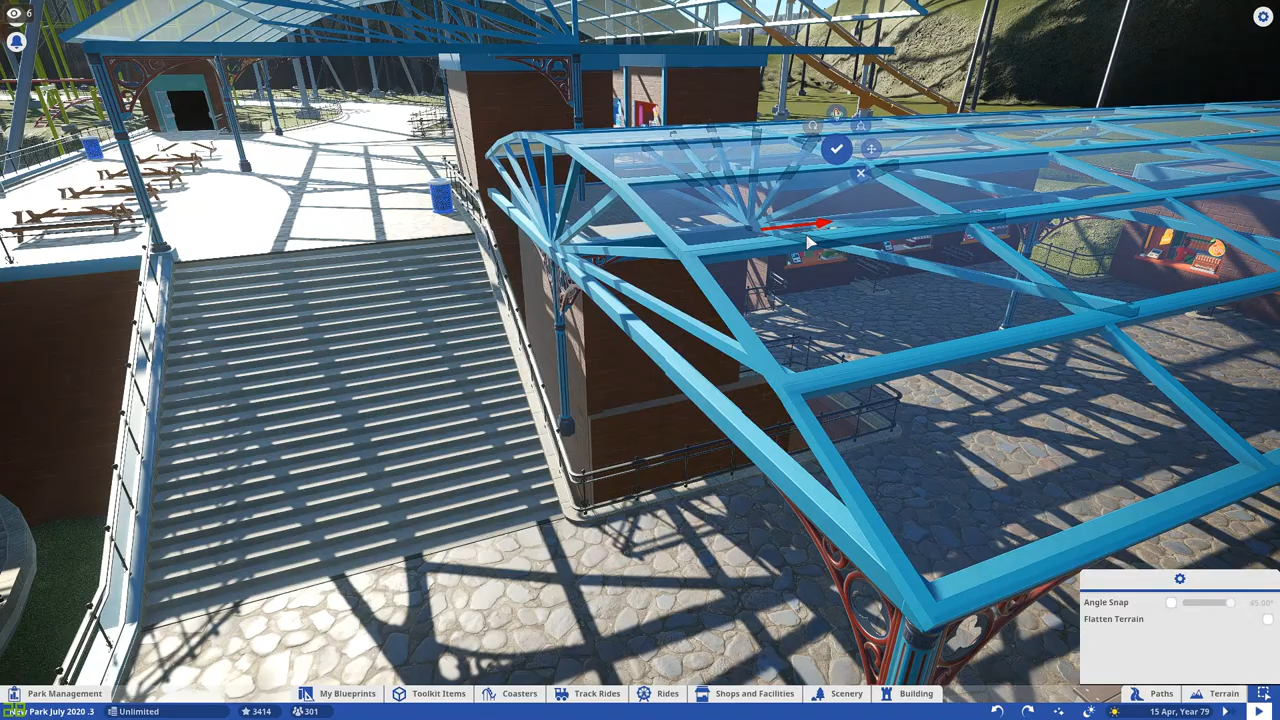 6
Angle Snap 45.00°
Flatten Terrain
Park Management My Blueprints Toolkit Items Coasters Track Rides Rides Shops and Facilities Scenery Building Paths Terrain
New Park July 2020 .3 Unlimited 3414 301 15 Apr, Year 79